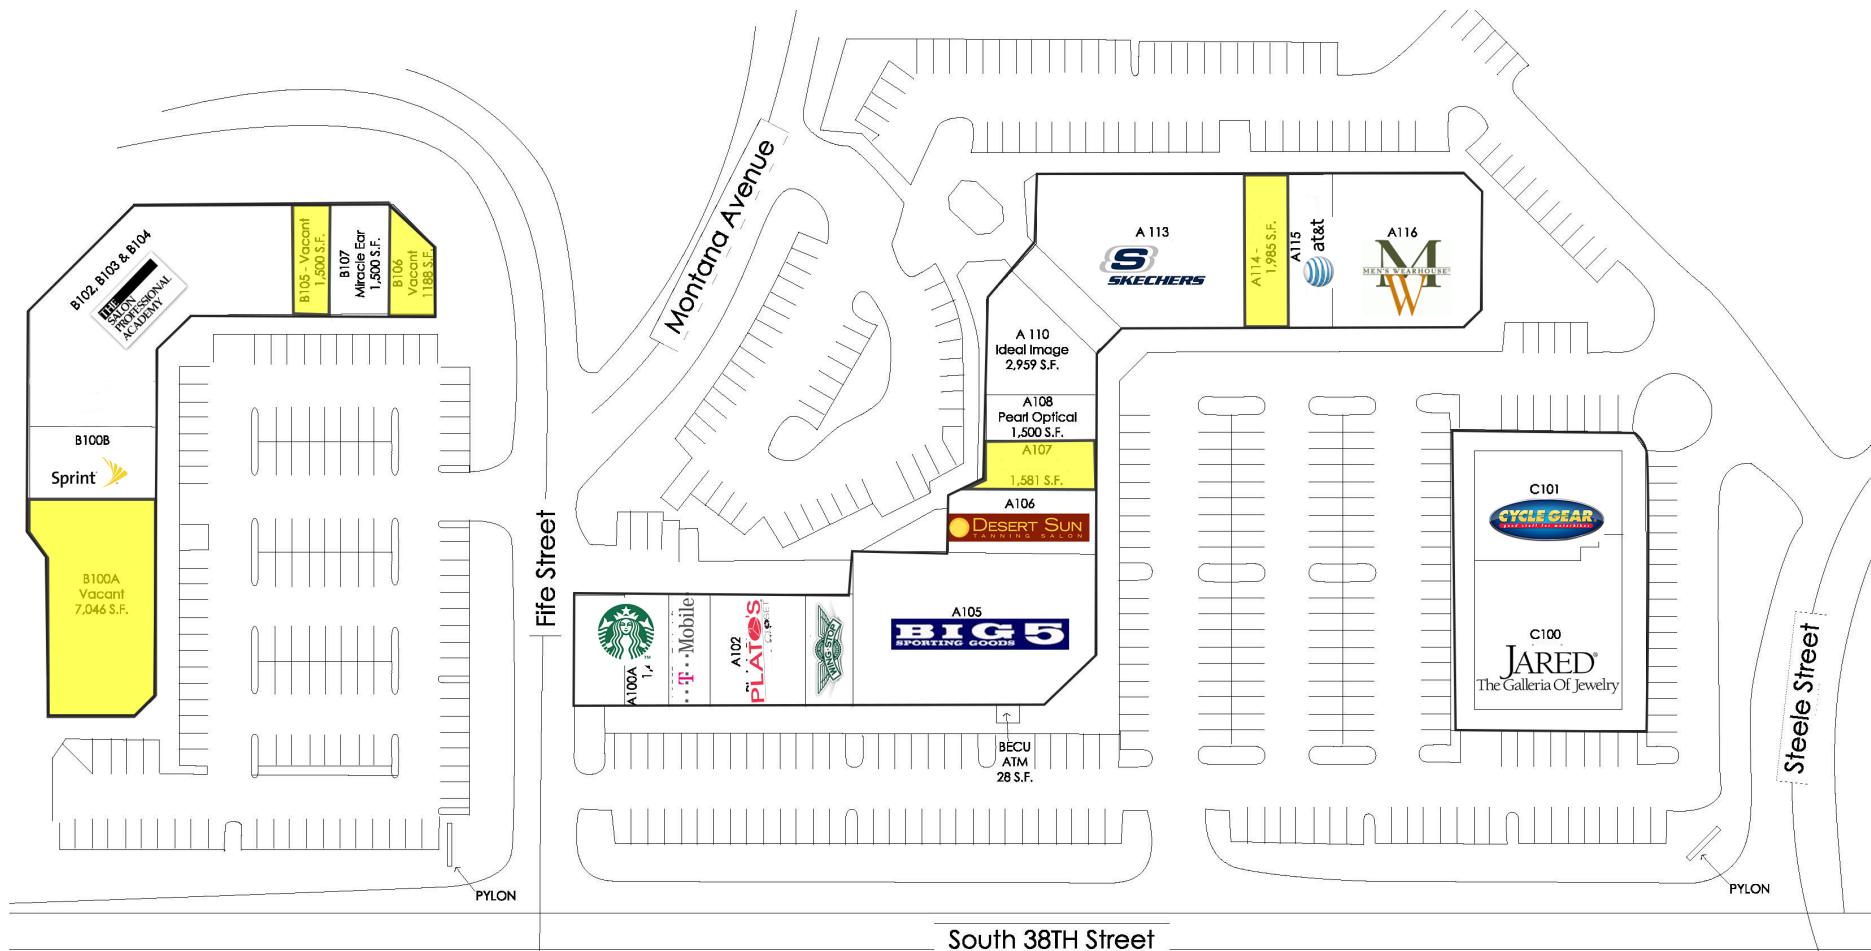 Montana Avenue
B102, B103 & B104
THE
SALON
PROFESSIONAL
ACADEMY
B105 - Vacant
1,500 S.F.
B107
Miracle Ear
1,500 S.F.
B106
Vacant
1188 S.F.
B100B
Sprint
B100A
Vacant
7,046 S.F.
Fife Street
A 113
S
SKECHERS
A114 -
1,985 S.F.
A115
at&t
A116
M
MEN'S WEARHOUSE
W
A 110
Ideal Image
2,959 S.F.
A108
Pearl Optical
1,500 S.F.
A107
1,581 S.F.
A106
DESERT SUN
TANNING SALON
A100A
T··Mobile
A102
PLATO'S
WING·STOP
A105
BIG 5
SPORTING GOODS
BECU
ATM
28 S.F.
C101
CYCLE GEAR
C100
JARED
The Galleria Of Jewelry
Steele Street
PYLON
PYLON
South 38TH Street